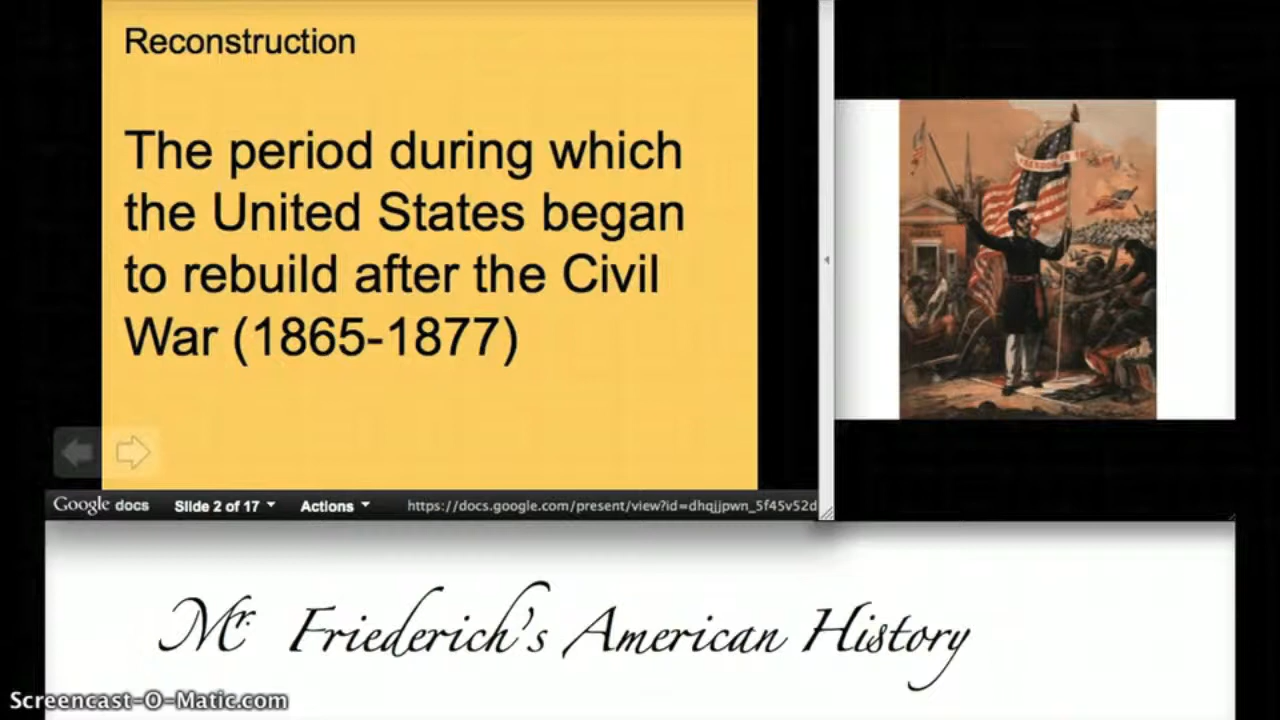 Reconstruction
The period during which
the United States began
to rebuild after the Civil
War (1865-1877)
Google docs Slide 2 of 17 Actions https://docs.google.com/present/view?id=dhqjjpwn_5f45v52d
Mr. Friederich's American History
Screencast-O-Matic.com